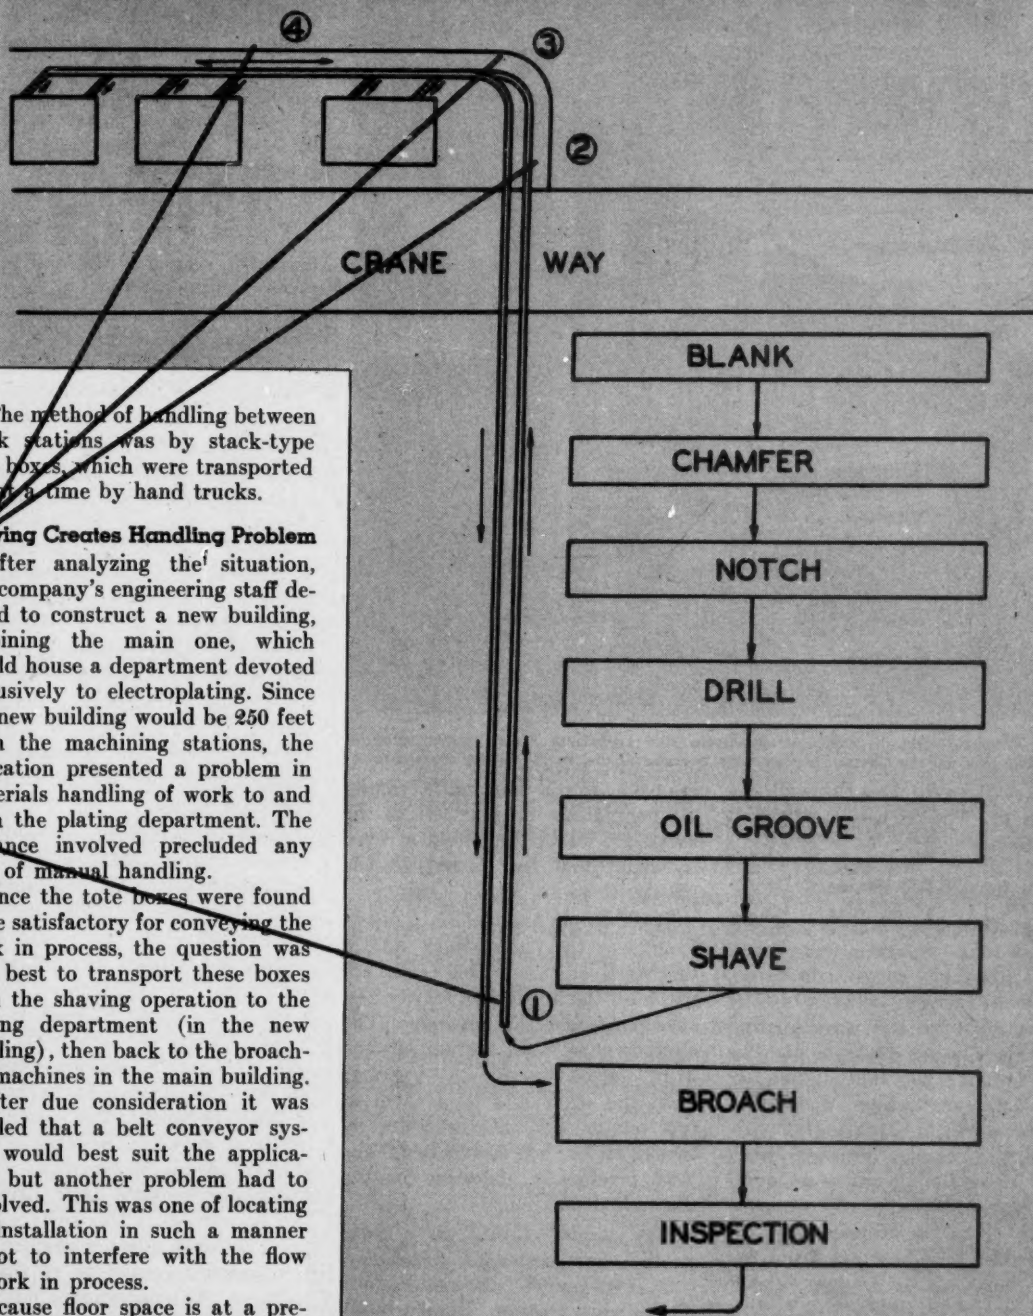 ④
③
②
CRANE WAY
BLANK
CHAMFER
NOTCH
DRILL
OIL GROOVE
SHAVE
①
BROACH
INSPECTION
he method of handling between
k stations was by stack-type
boxes, which were transported
at a time by hand trucks.
ving Creates Handling Problem
fter analyzing the situation,
company's engineering staff de-
d to construct a new building,
ining the main one, which
ld house a department devoted
usively to electroplating. Since
new building would be 250 feet
n the machining stations, the
cation presented a problem in
erials handling of work to and
n the plating department. The
ance involved precluded any
of manual handling.
nce the tote boxes were found
e satisfactory for conveying the
k in process, the question was
best to transport these boxes
the shaving operation to the
ng department (in the new
ling), then back to the broach-
machines in the main building.
ter due consideration it was
led that a belt conveyor sys-
would best suit the applica-
but another problem had to
olved. This was one of locating
nstallation in such a manner
ot to interfere with the flow
ork in process.
cause floor space is at a pre-